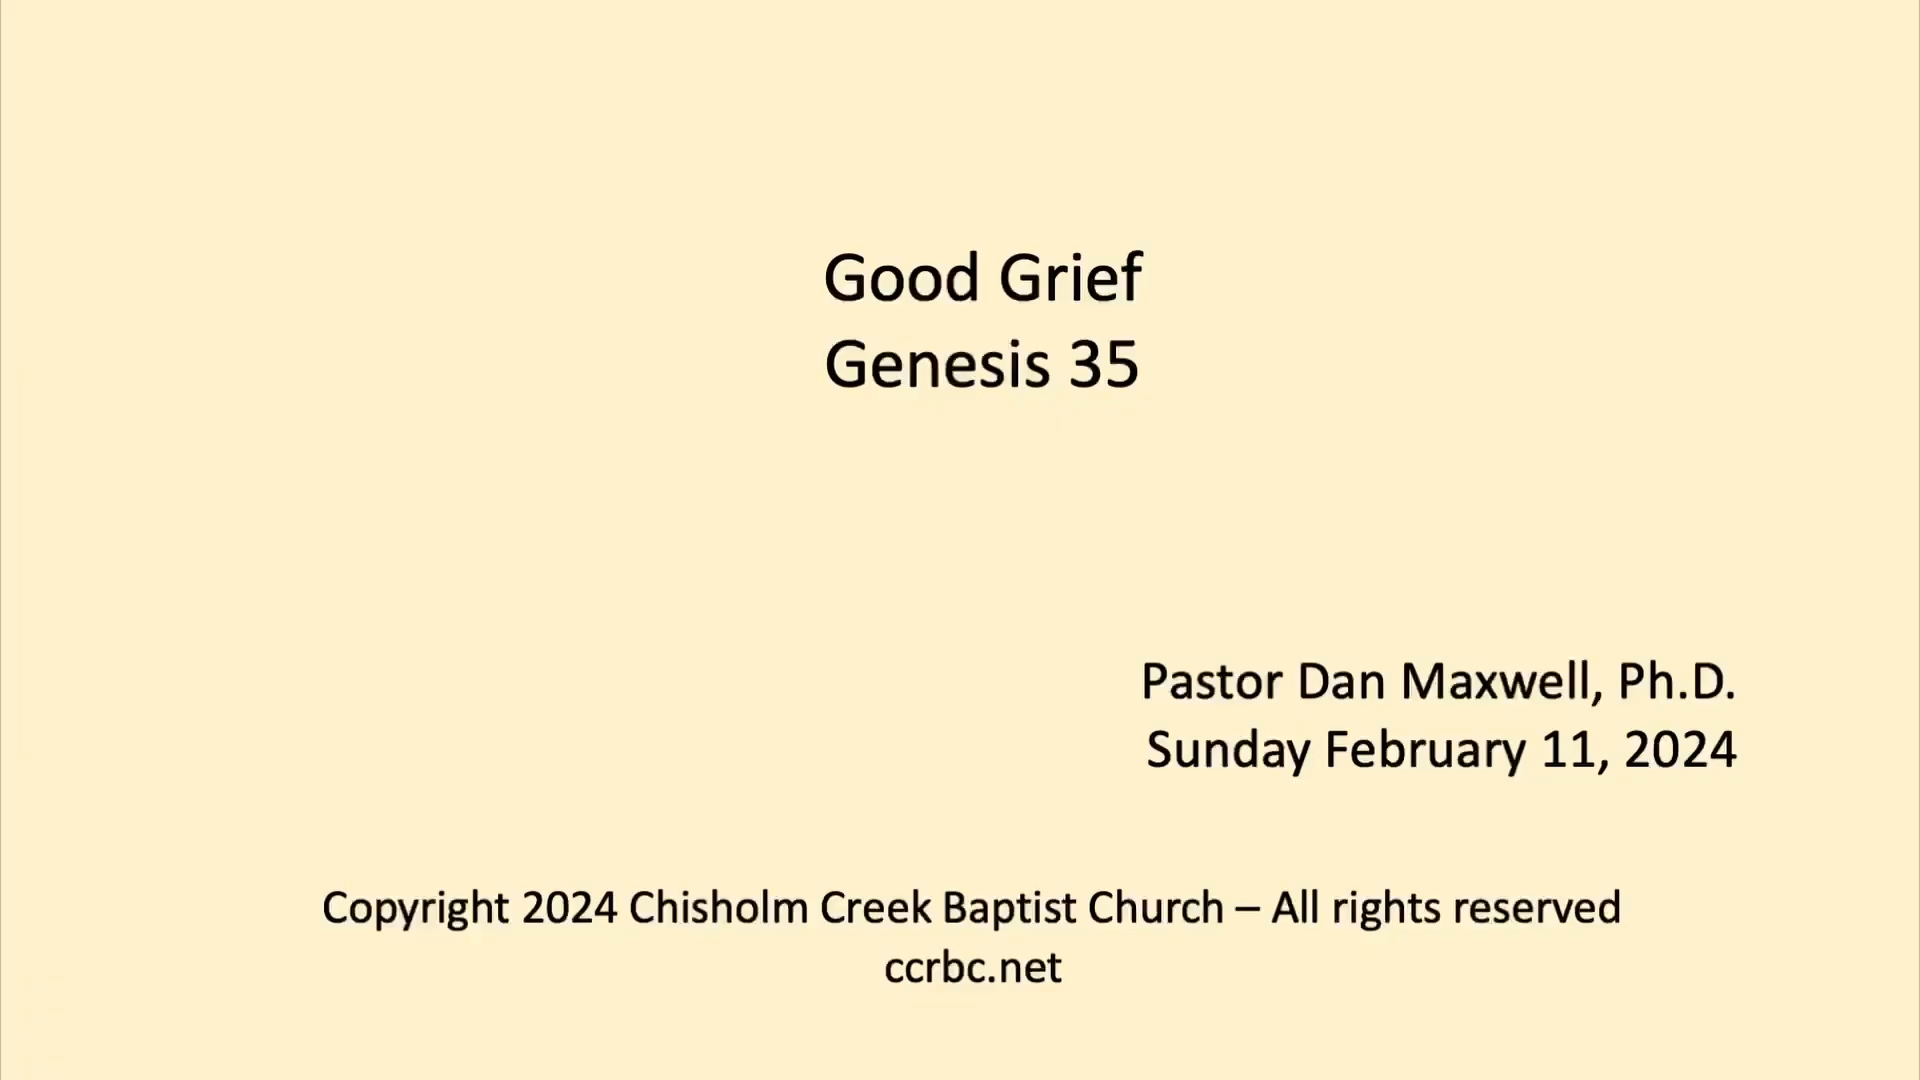 Good Grief
Genesis 35
Pastor Dan Maxwell, Ph.D.
Sunday February 11, 2024
Copyright 2024 Chisholm Creek Baptist Church – All rights reserved
ccrbc.net